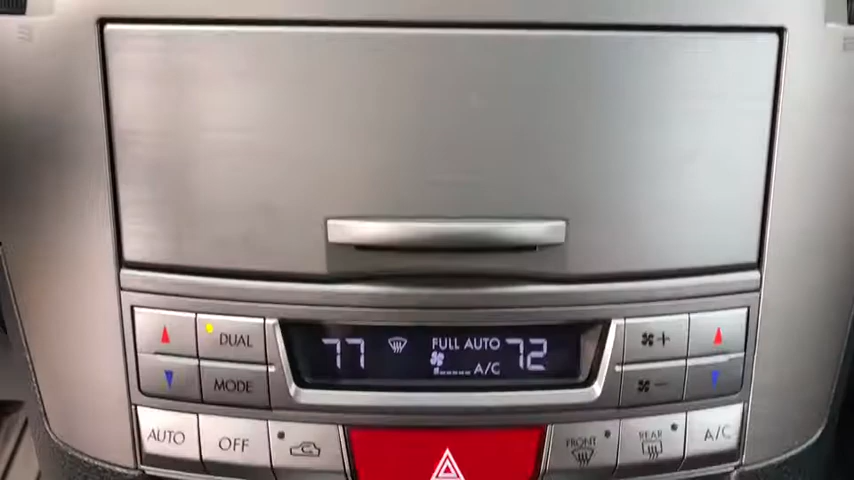 DUAL
MODE
77
FULL AUTO
A/C
72
+
-
AUTO
OFF
FRONT
REAR
A/C